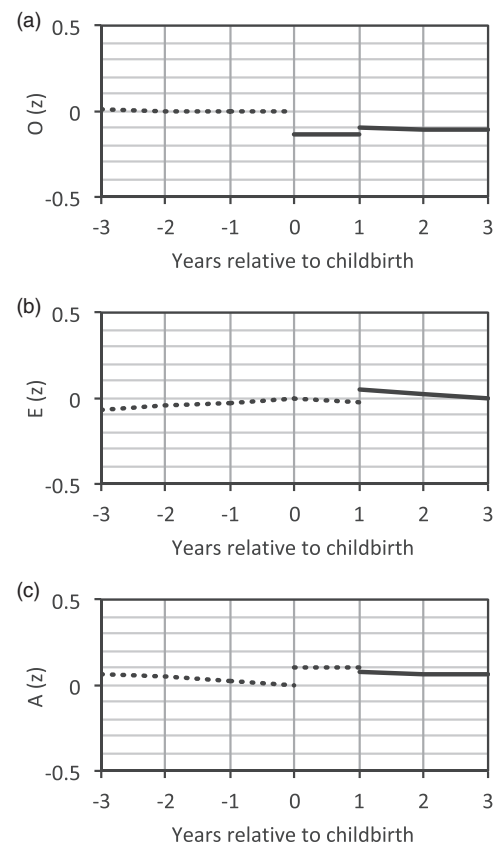 (a)
0.5
0
-0.5
O (z)
-3 -2 -1 0 1 2 3
Years relative to childbirth
(b)
0.5
0
-0.5
E (z)
-3 -2 -1 0 1 2 3
Years relative to childbirth
(c)
0.5
0
-0.5
A (z)
-3 -2 -1 0 1 2 3
Years relative to childbirth